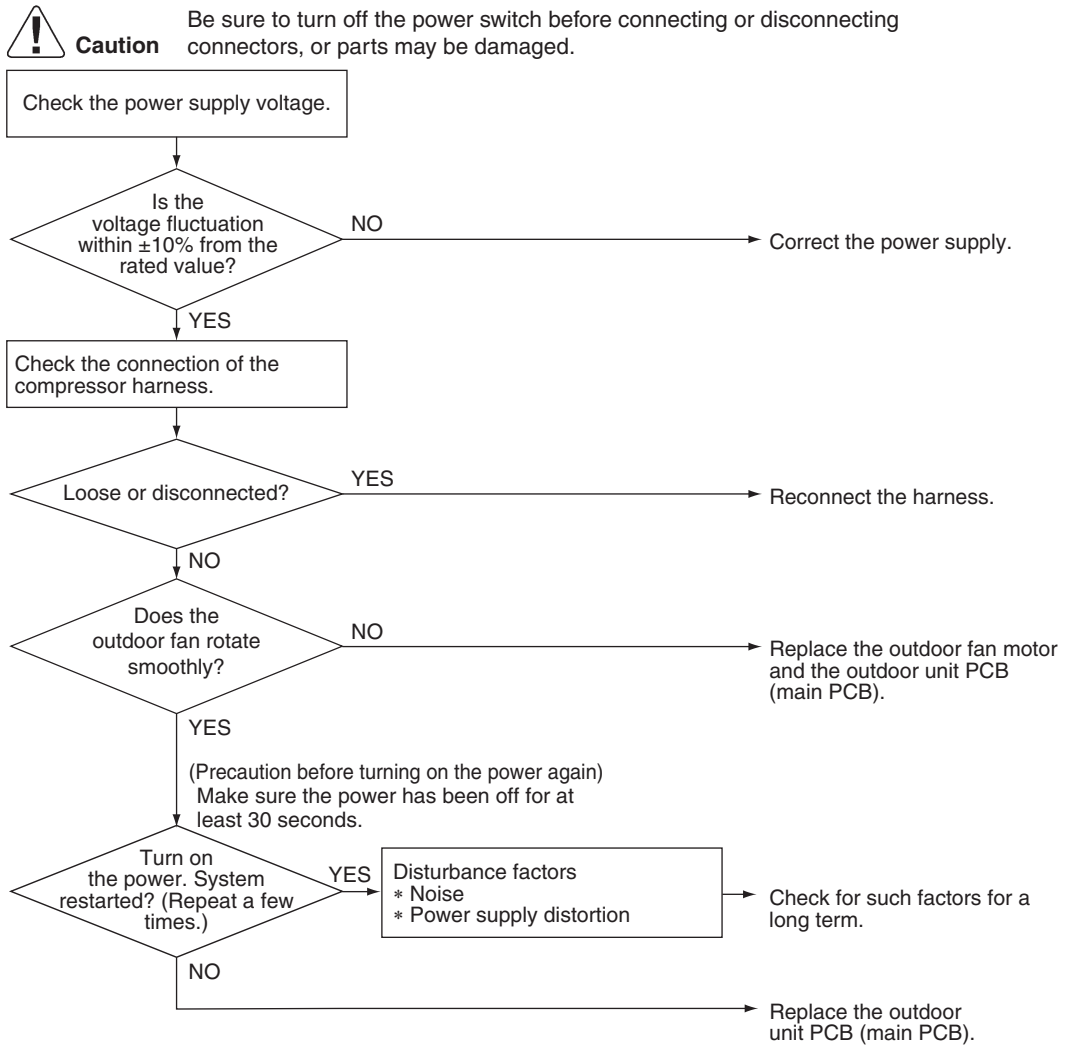 Be sure to turn off the power switch before connecting or disconnecting
Caution connectors, or parts may be damaged.
Check the power supply voltage.
Is the
voltage fluctuation
within ±10% from the
rated value?
NO
Correct the power supply.
YES
Check the connection of the
compressor harness.
Loose or disconnected?
YES
Reconnect the harness.
NO
Does the
outdoor fan rotate
smoothly?
NO
Replace the outdoor fan motor
and the outdoor unit PCB
(main PCB).
YES
(Precaution before turning on the power again)
Make sure the power has been off for at
least 30 seconds.
Turn on
the power. System
restarted? (Repeat a few
times.)
YES
Disturbance factors
* Noise
* Power supply distortion
Check for such factors for a
long term.
NO
Replace the outdoor
unit PCB (main PCB).